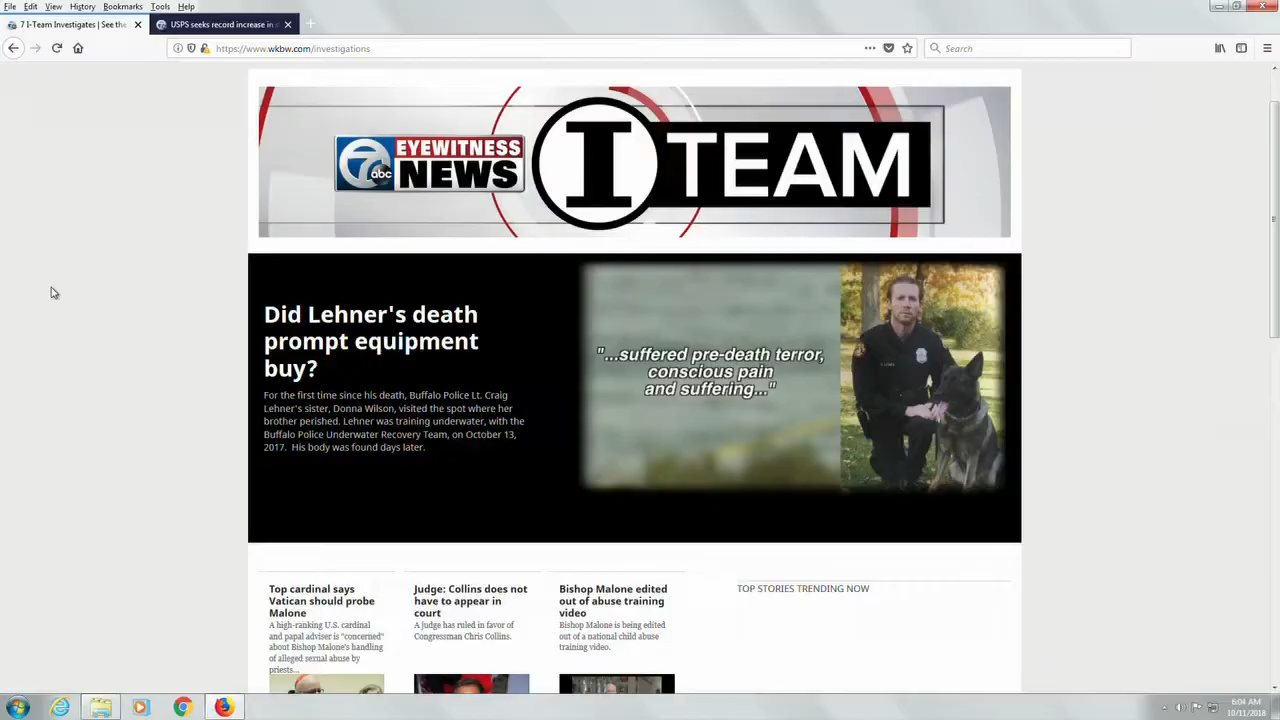 File Edit View History Bookmarks Tools Help
7 I-Team Investigates | See the
USPS seeks record increase in
https://www.wkbw.com/investigations
Search
7 abc EYEWITNESS NEWS I TEAM
Did Lehner's death
prompt equipment
buy?
For the first time since his death, Buffalo Police Lt. Craig
Lehner's sister, Donna Wilson, visited the spot where her
brother perished. Lehner was training underwater, with the
Buffalo Police Underwater Recovery Team, on October 13,
2017. His body was found days later.
"...suffered pre-death terror,
conscious pain
and suffering..."
Top cardinal says
Vatican should probe
Malone
A high-ranking U.S. cardinal
and papal adviser is "concerned"
about Bishop Malone's handling
of alleged sexual abuse by
priests...
Judge: Collins does not
have to appear in
court
A judge has ruled in favor of
Congressman Chris Collins.
Bishop Malone edited
out of abuse training
video
Bishop Malone is being edited
out of a national child abuse
training video.
TOP STORIES TRENDING NOW
6:04 AM
10/11/2018